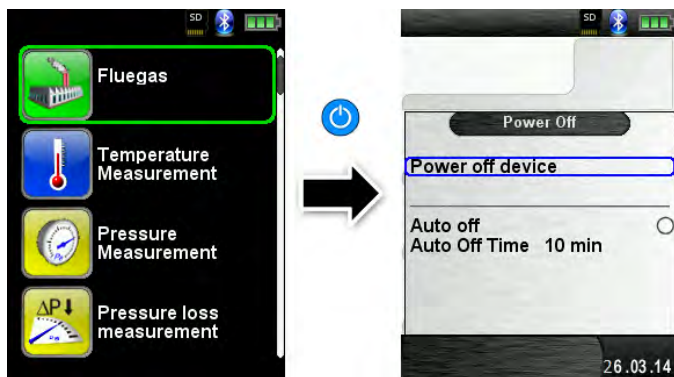 SD
Fluegas
Temperature
Measurement
Pressure
Measurement
ΔP
Pressure loss
measurement
SD
Power Off
Power off device
Auto off
Auto Off Time 10 min
26.03.14